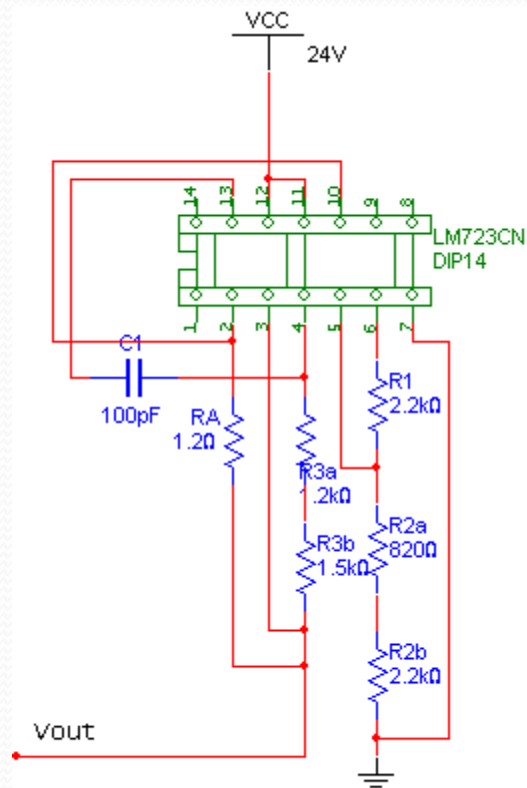 VCC
24V
14 13 12 11 10 9 8
LM723CN
DIP14
1 2 3 4 5 6 7
C1
100pF
RA
1.2Ω
R1
2.2kΩ
R3a
.2kΩ
R2a
820Ω
R3b
1.5kΩ
R2b
2.2kΩ
Vout